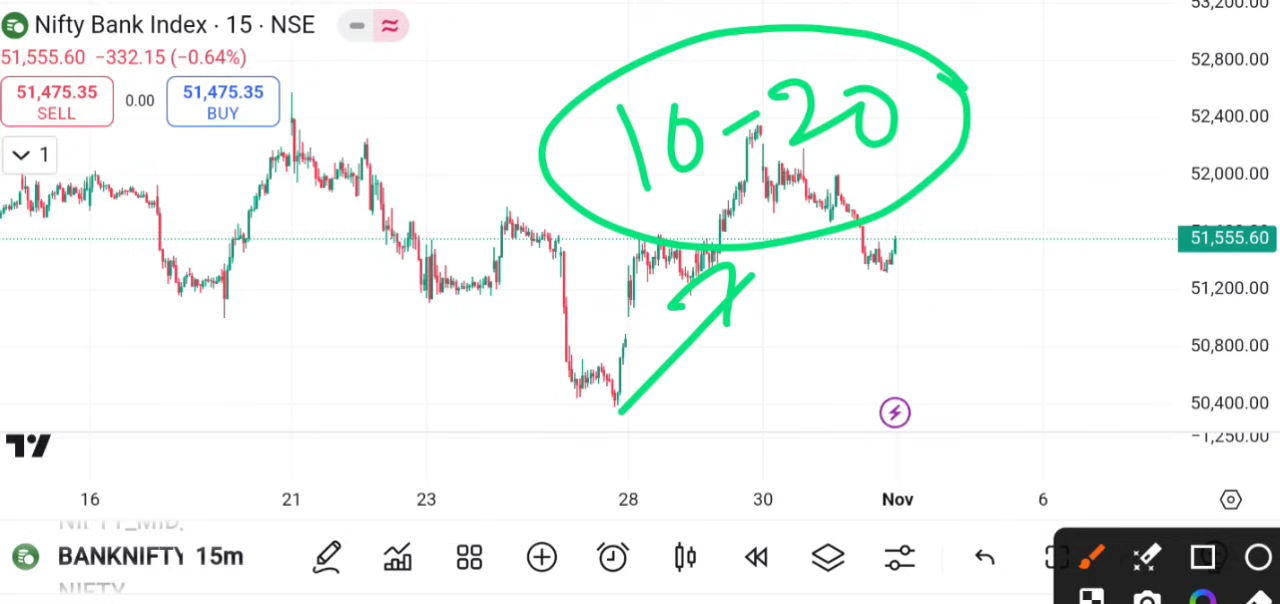 53,200.00
Nifty Bank Index · 15 · NSE
51,555.60 −332.15 (−0.64%)
52,800.00
51,475.35
SELL
0.00
51,475.35
BUY
10-20
52,400.00
1
52,000.00
51,555.60
51,200.00
50,800.00
50,400.00
−1,250.00
16 21 23 28 30 Nov 6
NIFTY_MID.
BANKNIFTY 15m
NIFTY